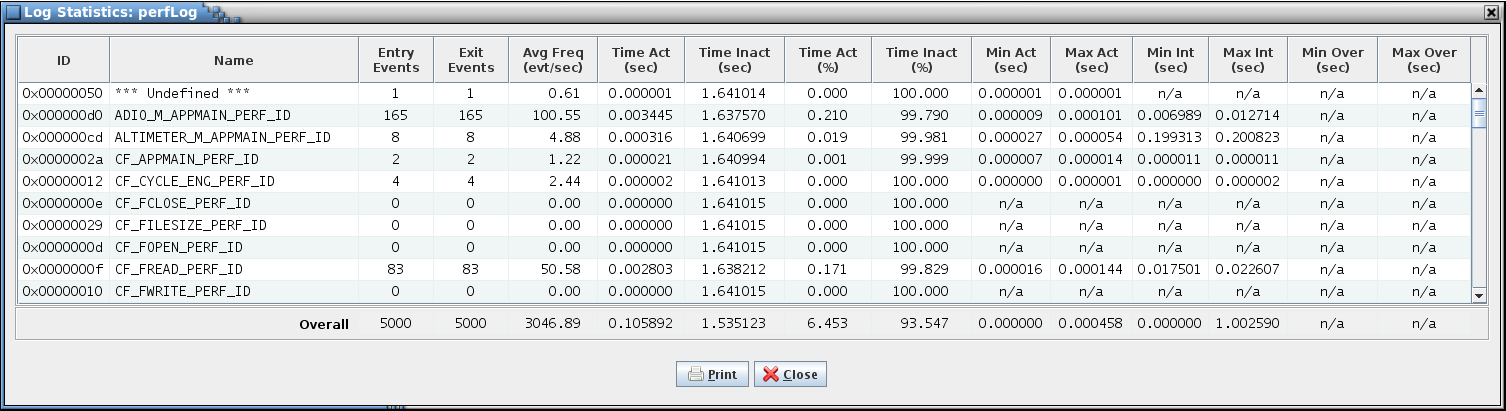 Log Statistics: perfLog
ID Name Entry Events Exit Events Avg Freq (evt/sec) Time Act (sec) Time Inact (sec) Time Act (%) Time Inact (%) Min Act (sec) Max Act (sec) Min Int (sec) Max Int (sec) Min Over (sec) Max Over (sec)
0x00000050 *** Undefined *** 1 1 0.61 0.000001 1.641014 0.000 100.000 0.000001 0.000001 n/a n/a n/a n/a
0x000000d0 ADIO_M_APPMAIN_PERF_ID 165 165 100.55 0.003445 1.637570 0.210 99.790 0.000009 0.000101 0.006989 0.012714 n/a n/a
0x000000cd ALTIMETER_M_APPMAIN_PERF_ID 8 8 4.88 0.000316 1.640699 0.019 99.981 0.000027 0.000054 0.199313 0.200823 n/a n/a
0x0000002a CF_APPMAIN_PERF_ID 2 2 1.22 0.000021 1.640994 0.001 99.999 0.000007 0.000014 0.000011 0.000011 n/a n/a
0x00000012 CF_CYCLE_ENG_PERF_ID 4 4 2.44 0.000002 1.641013 0.000 100.000 0.000000 0.000001 0.000000 0.000002 n/a n/a
0x0000000e CF_FCLOSE_PERF_ID 0 0 0.00 0.000000 1.641015 0.000 100.000 n/a n/a n/a n/a n/a n/a
0x00000029 CF_FILESIZE_PERF_ID 0 0 0.00 0.000000 1.641015 0.000 100.000 n/a n/a n/a n/a n/a n/a
0x0000000d CF_FOPEN_PERF_ID 0 0 0.00 0.000000 1.641015 0.000 100.000 n/a n/a n/a n/a n/a n/a
0x0000000f CF_FREAD_PERF_ID 83 83 50.58 0.002803 1.638212 0.171 99.829 0.000016 0.000144 0.017501 0.022607 n/a n/a
0x00000010 CF_FWRITE_PERF_ID 0 0 0.00 0.000000 1.641015 0.000 100.000 n/a n/a n/a n/a n/a n/a
Overall 5000 5000 3046.89 0.105892 1.535123 6.453 93.547 0.000000 0.000458 0.000000 1.002590 n/a n/a
Print Close